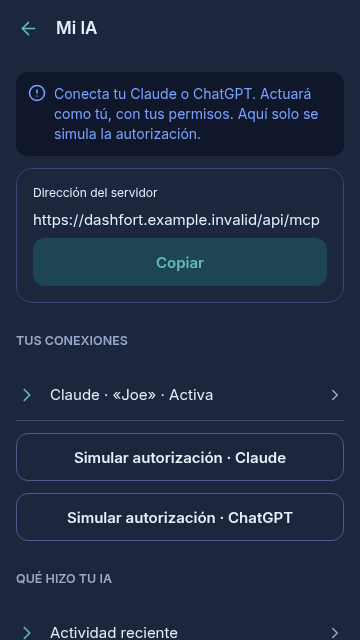 Mi IA
Conecta tu Claude o ChatGPT. Actuará
como tú, con tus permisos. Aquí solo se
simula la autorización.
Dirección del servidor
https://dashfort.example.invalid/api/mcp
Copiar
TUS CONEXIONES
Claude · «Joe» · Activa
Simular autorización · Claude
Simular autorización · ChatGPT
QUÉ HIZO TU IA
Actividad reciente